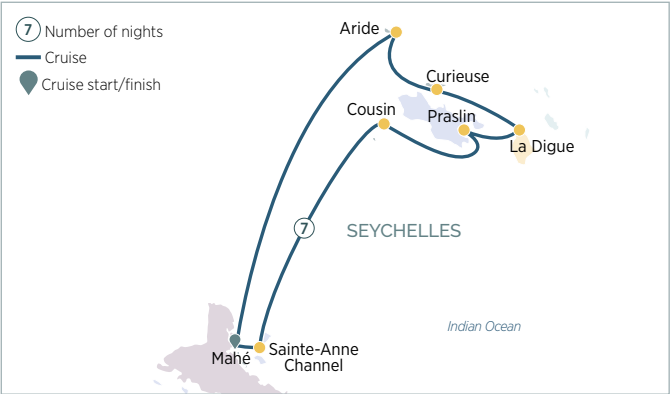 7 Number of nights
Cruise
Cruise start/finish
Aride
Curieuse
Cousin
Praslin
La Digue
7
SEYCHELLES
Indian Ocean
Mahé
Sainte-Anne
Channel